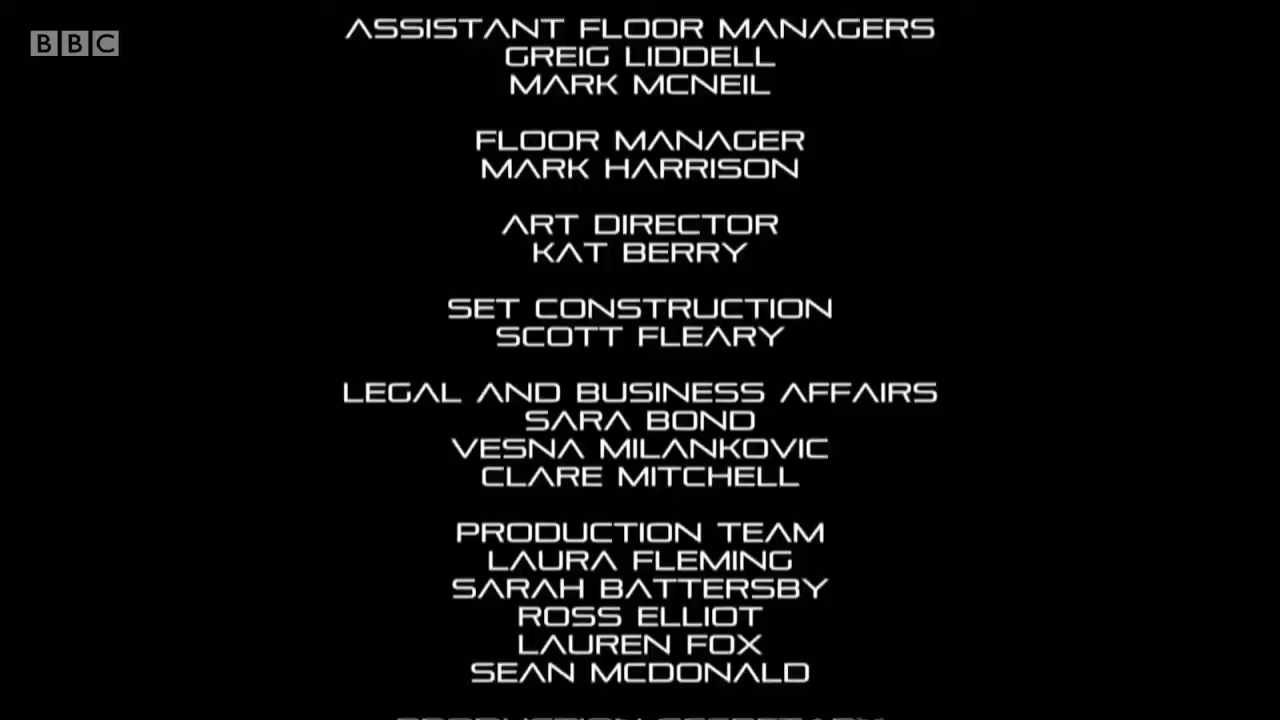 BBC
ASSISTANT FLOOR MANAGERS
GREIG LIDDELL
MARK MCNEIL
FLOOR MANAGER
MARK HARRISON
ART DIRECTOR
KAT BERRY
SET CONSTRUCTION
SCOTT FLEARY
LEGAL AND BUSINESS AFFAIRS
SARA BOND
VESNA MILANKOVIC
CLARE MITCHELL
PRODUCTION TEAM
LAURA FLEMING
SARAH BATTERSBY
ROSS ELLIOT
LAUREN FOX
SEAN MCDONALD